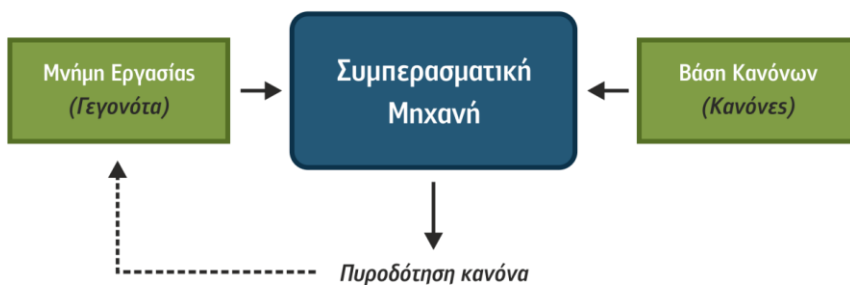 Μνήμη Εργασίας
(Γεγονότα)
Συμπερασματική
Μηχανή
Βάση Κανόνων
(Κανόνες)
Πυροδότηση κανόνα